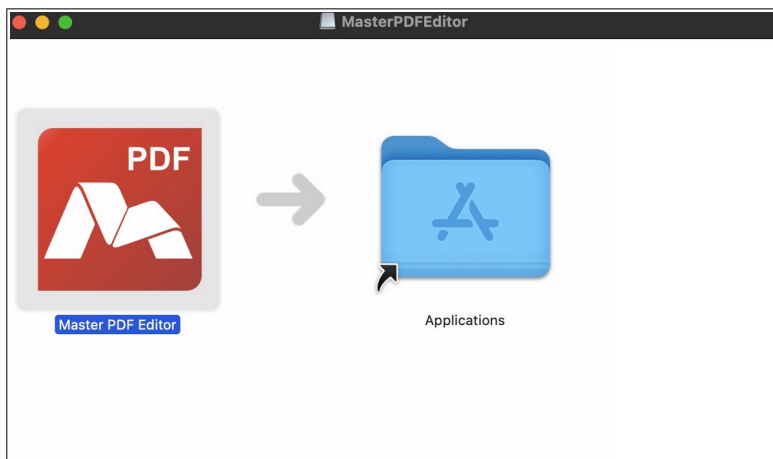 MasterPDFEditor
PDF
Master PDF Editor
Applications